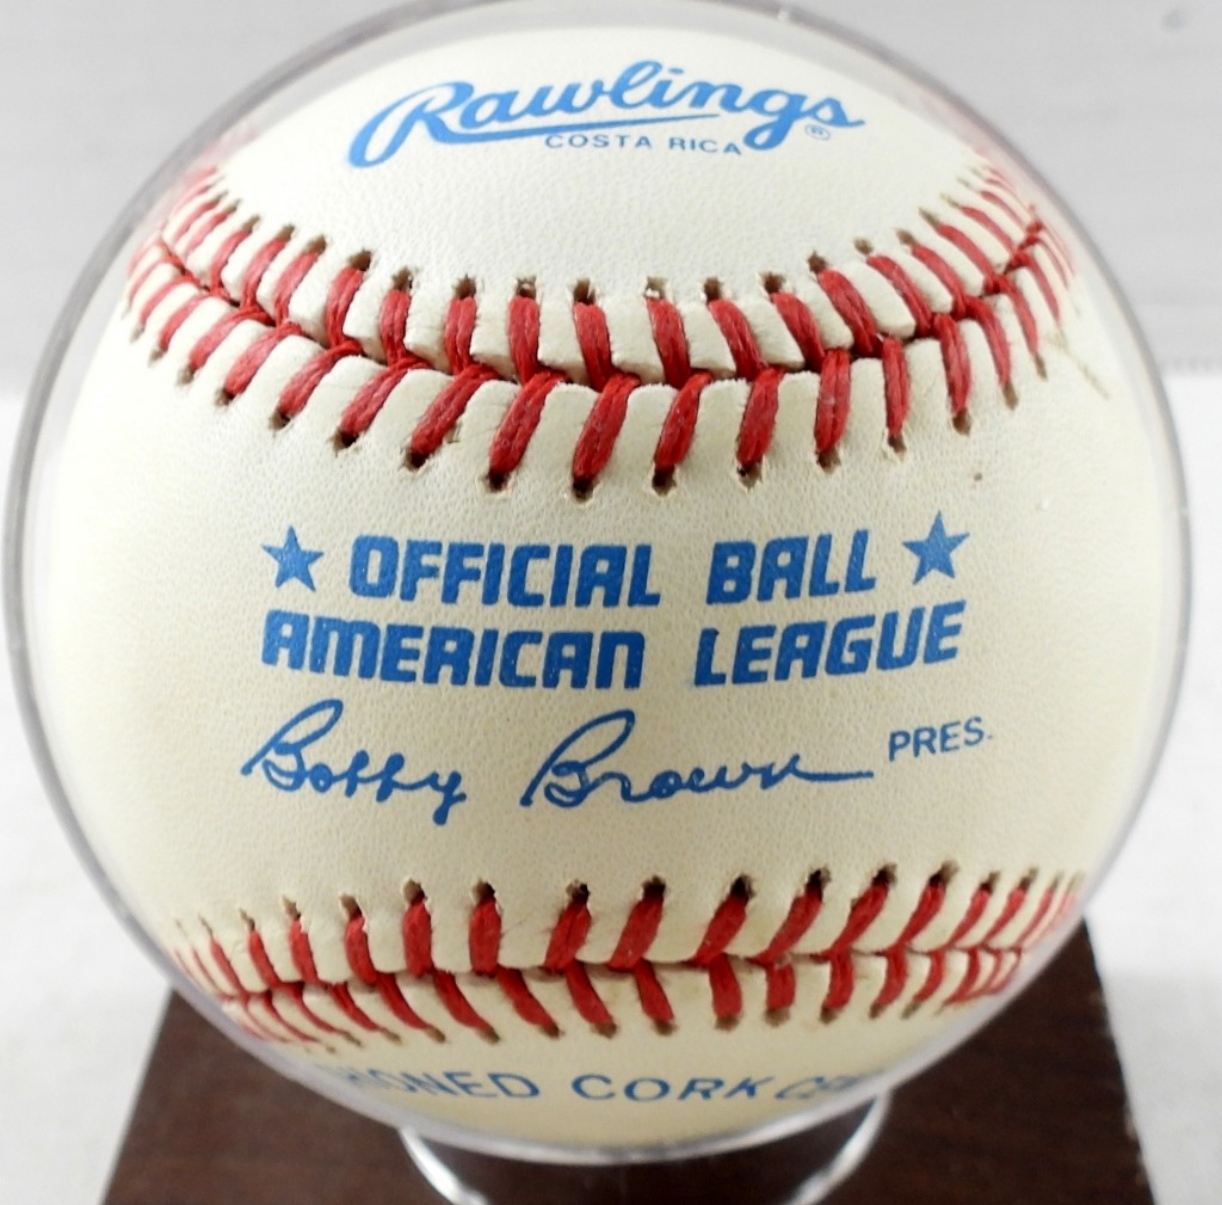 Rawlings®
COSTA RICA
★ OFFICIAL BALL ★
AMERICAN LEAGUE
Bobby Brown PRES.
CORK